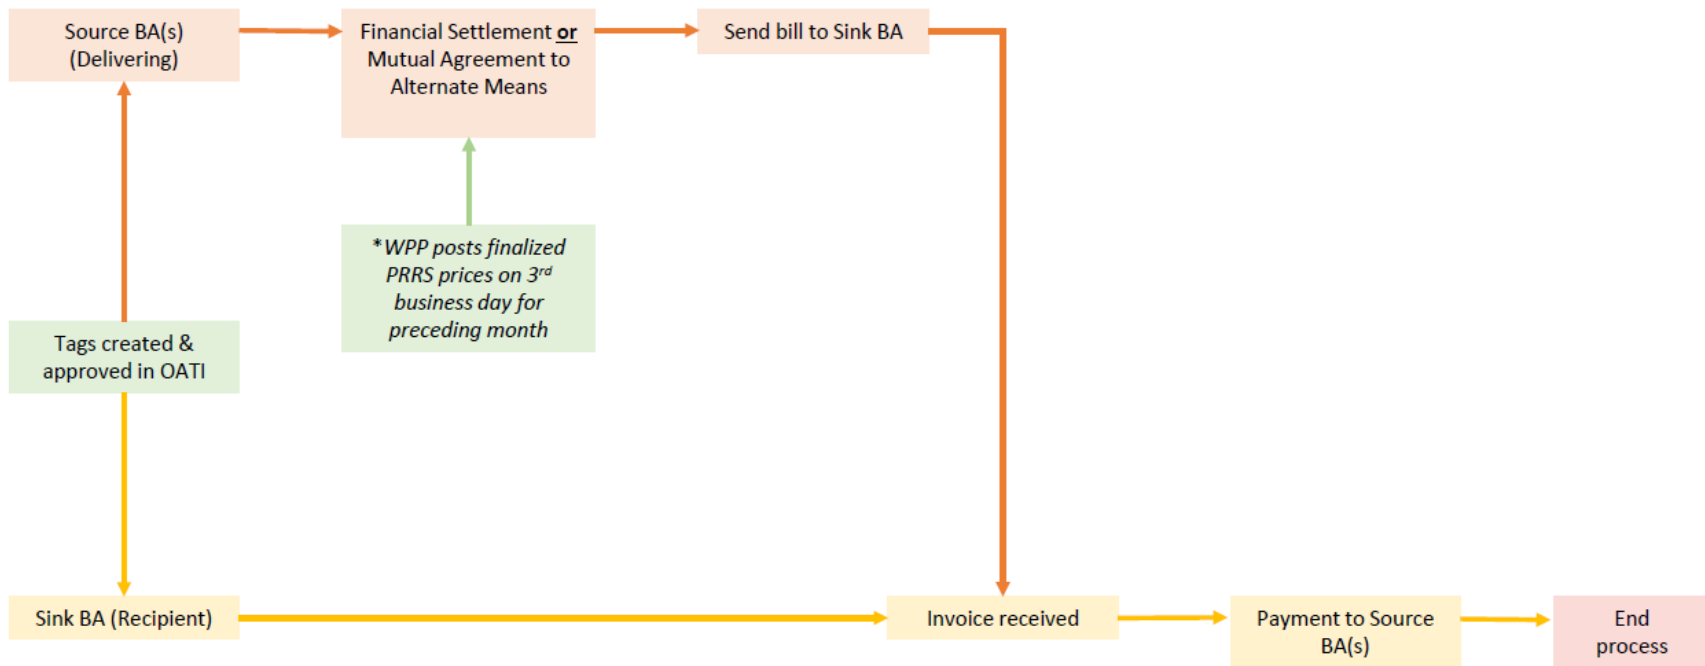 Source BA(s)
(Delivering)
Financial Settlement or
Mutual Agreement to
Alternate Means
Send bill to Sink BA
*WPP posts finalized
PRRS prices on 3rd
business day for
preceding month
Tags created &
approved in OATI
Sink BA (Recipient)
Invoice received
Payment to Source
BA(s)
End
process